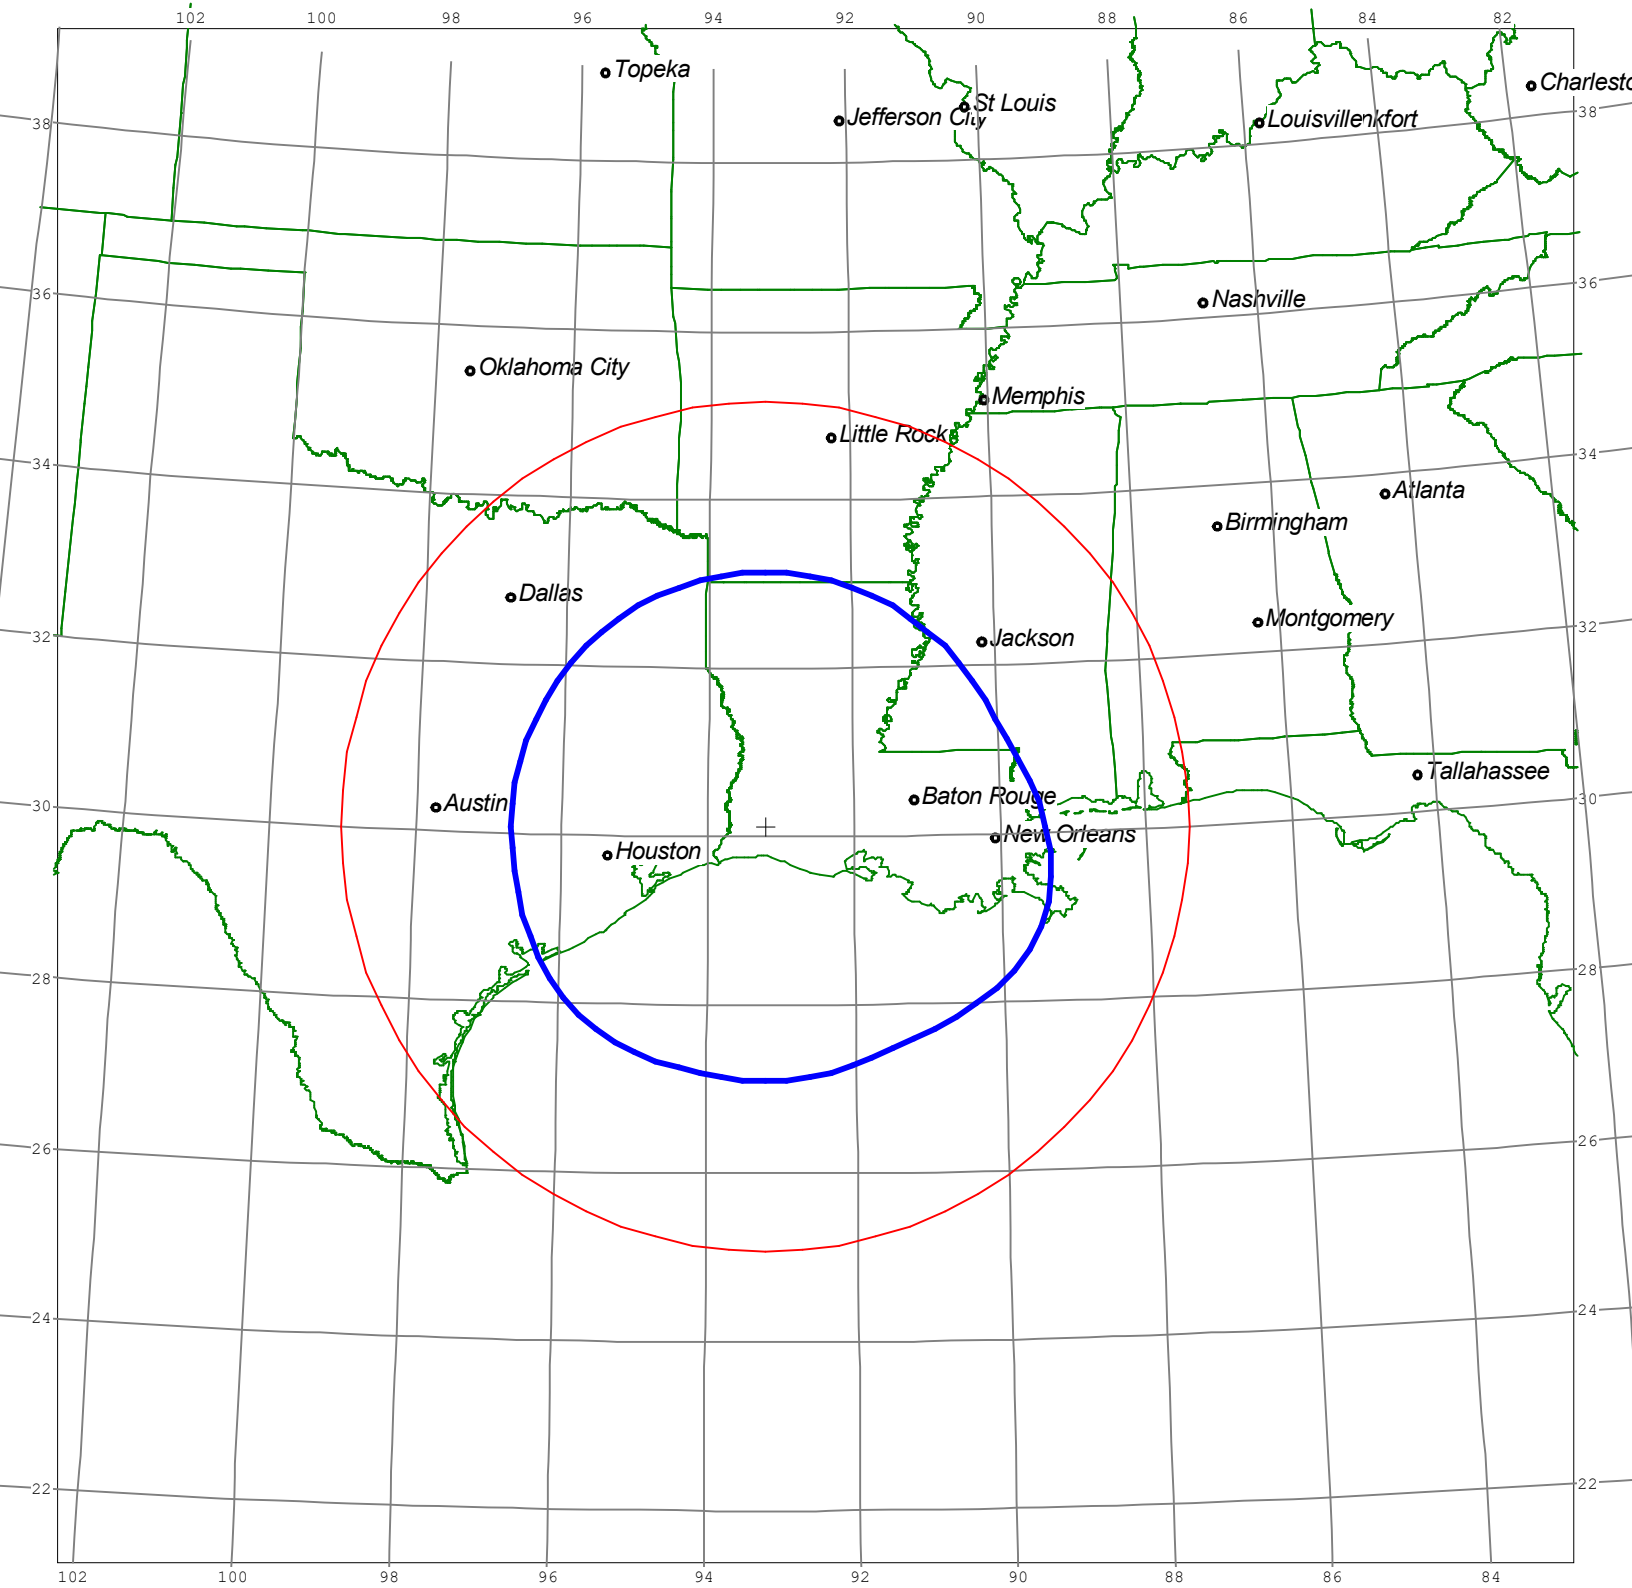 102 100 98 96 94 92 90 88 86 84 82
Topeka
Charlesto
St Louis
Jefferson City
Louisvillenkfort
38 38
36 36
Nashville
Oklahoma City
Memphis
Little Rock
34 34
Atlanta
Birmingham
Dallas
Montgomery
32 32
Jackson
Tallahassee
Baton Rouge
30 30
Austin
New Orleans
Houston
28 28
26 26
24 24
22 22
102 100 98 96 94 92 90 88 86 84